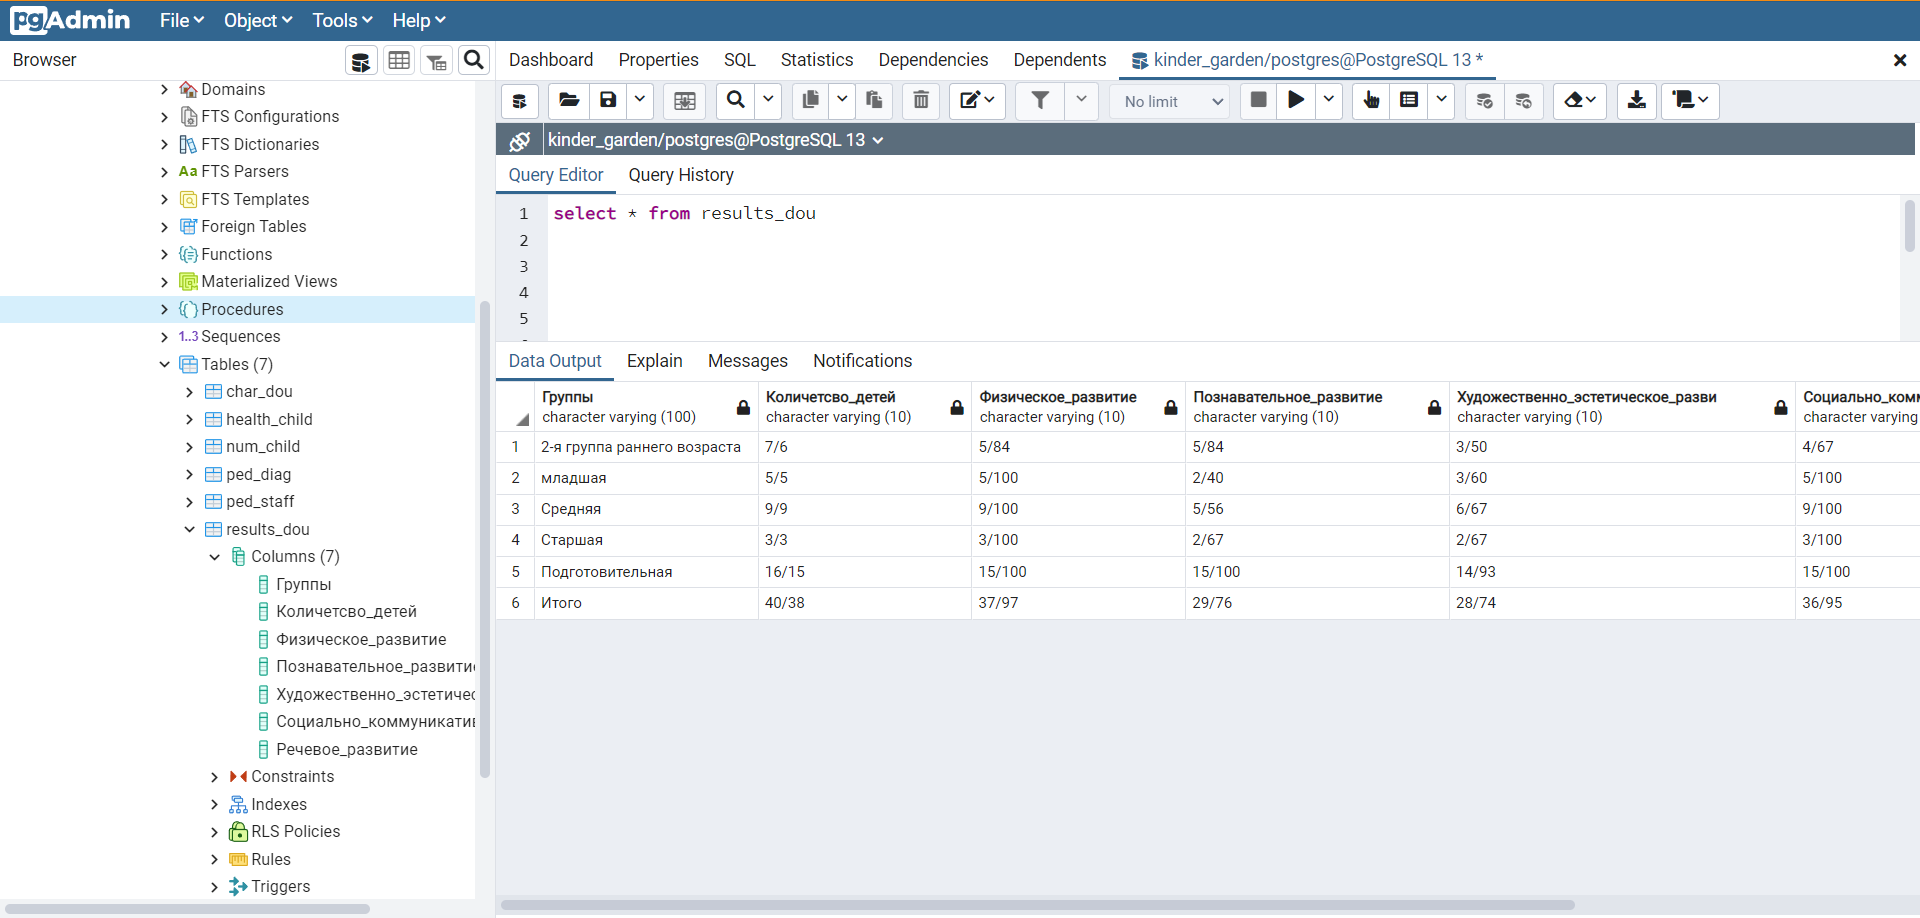 pgAdmin File Object Tools Help
Browser
Dashboard Properties SQL Statistics Dependencies Dependents kinder_garden/postgres@PostgreSQL 13 *
No limit
kinder_garden/postgres@PostgreSQL 13
Query Editor Query History
1 select * from results_dou
2
3
4
5
Domains
FTS Configurations
FTS Dictionaries
Aa FTS Parsers
FTS Templates
Foreign Tables
Functions
Materialized Views
Procedures
1..3 Sequences
Tables (7)
char_dou
health_child
num_child
ped_diag
ped_staff
results_dou
Columns (7)
Группы
Количетсво_детей
Физическое_развитие
Познавательное_развитие
Художественно_эстетичес
Социально_коммуникатив
Речевое_развитие
Constraints
Indexes
RLS Policies
Rules
Triggers
Data Output Explain Messages Notifications
Группы Количетсво_детей Физическое_развитие Познавательное_развитие Художественно_эстетическое_разви Социально_комм
character varying (100) character varying (10) character varying (10) character varying (10) character varying (10) character varying
1 2-я группа раннего возраста 7/6 5/84 5/84 3/50 4/67
2 младшая 5/5 5/100 2/40 3/60 5/100
3 Средняя 9/9 9/100 5/56 6/67 9/100
4 Старшая 3/3 3/100 2/67 2/67 3/100
5 Подготовительная 16/15 15/100 15/100 14/93 15/100
6 Итого 40/38 37/97 29/76 28/74 36/95